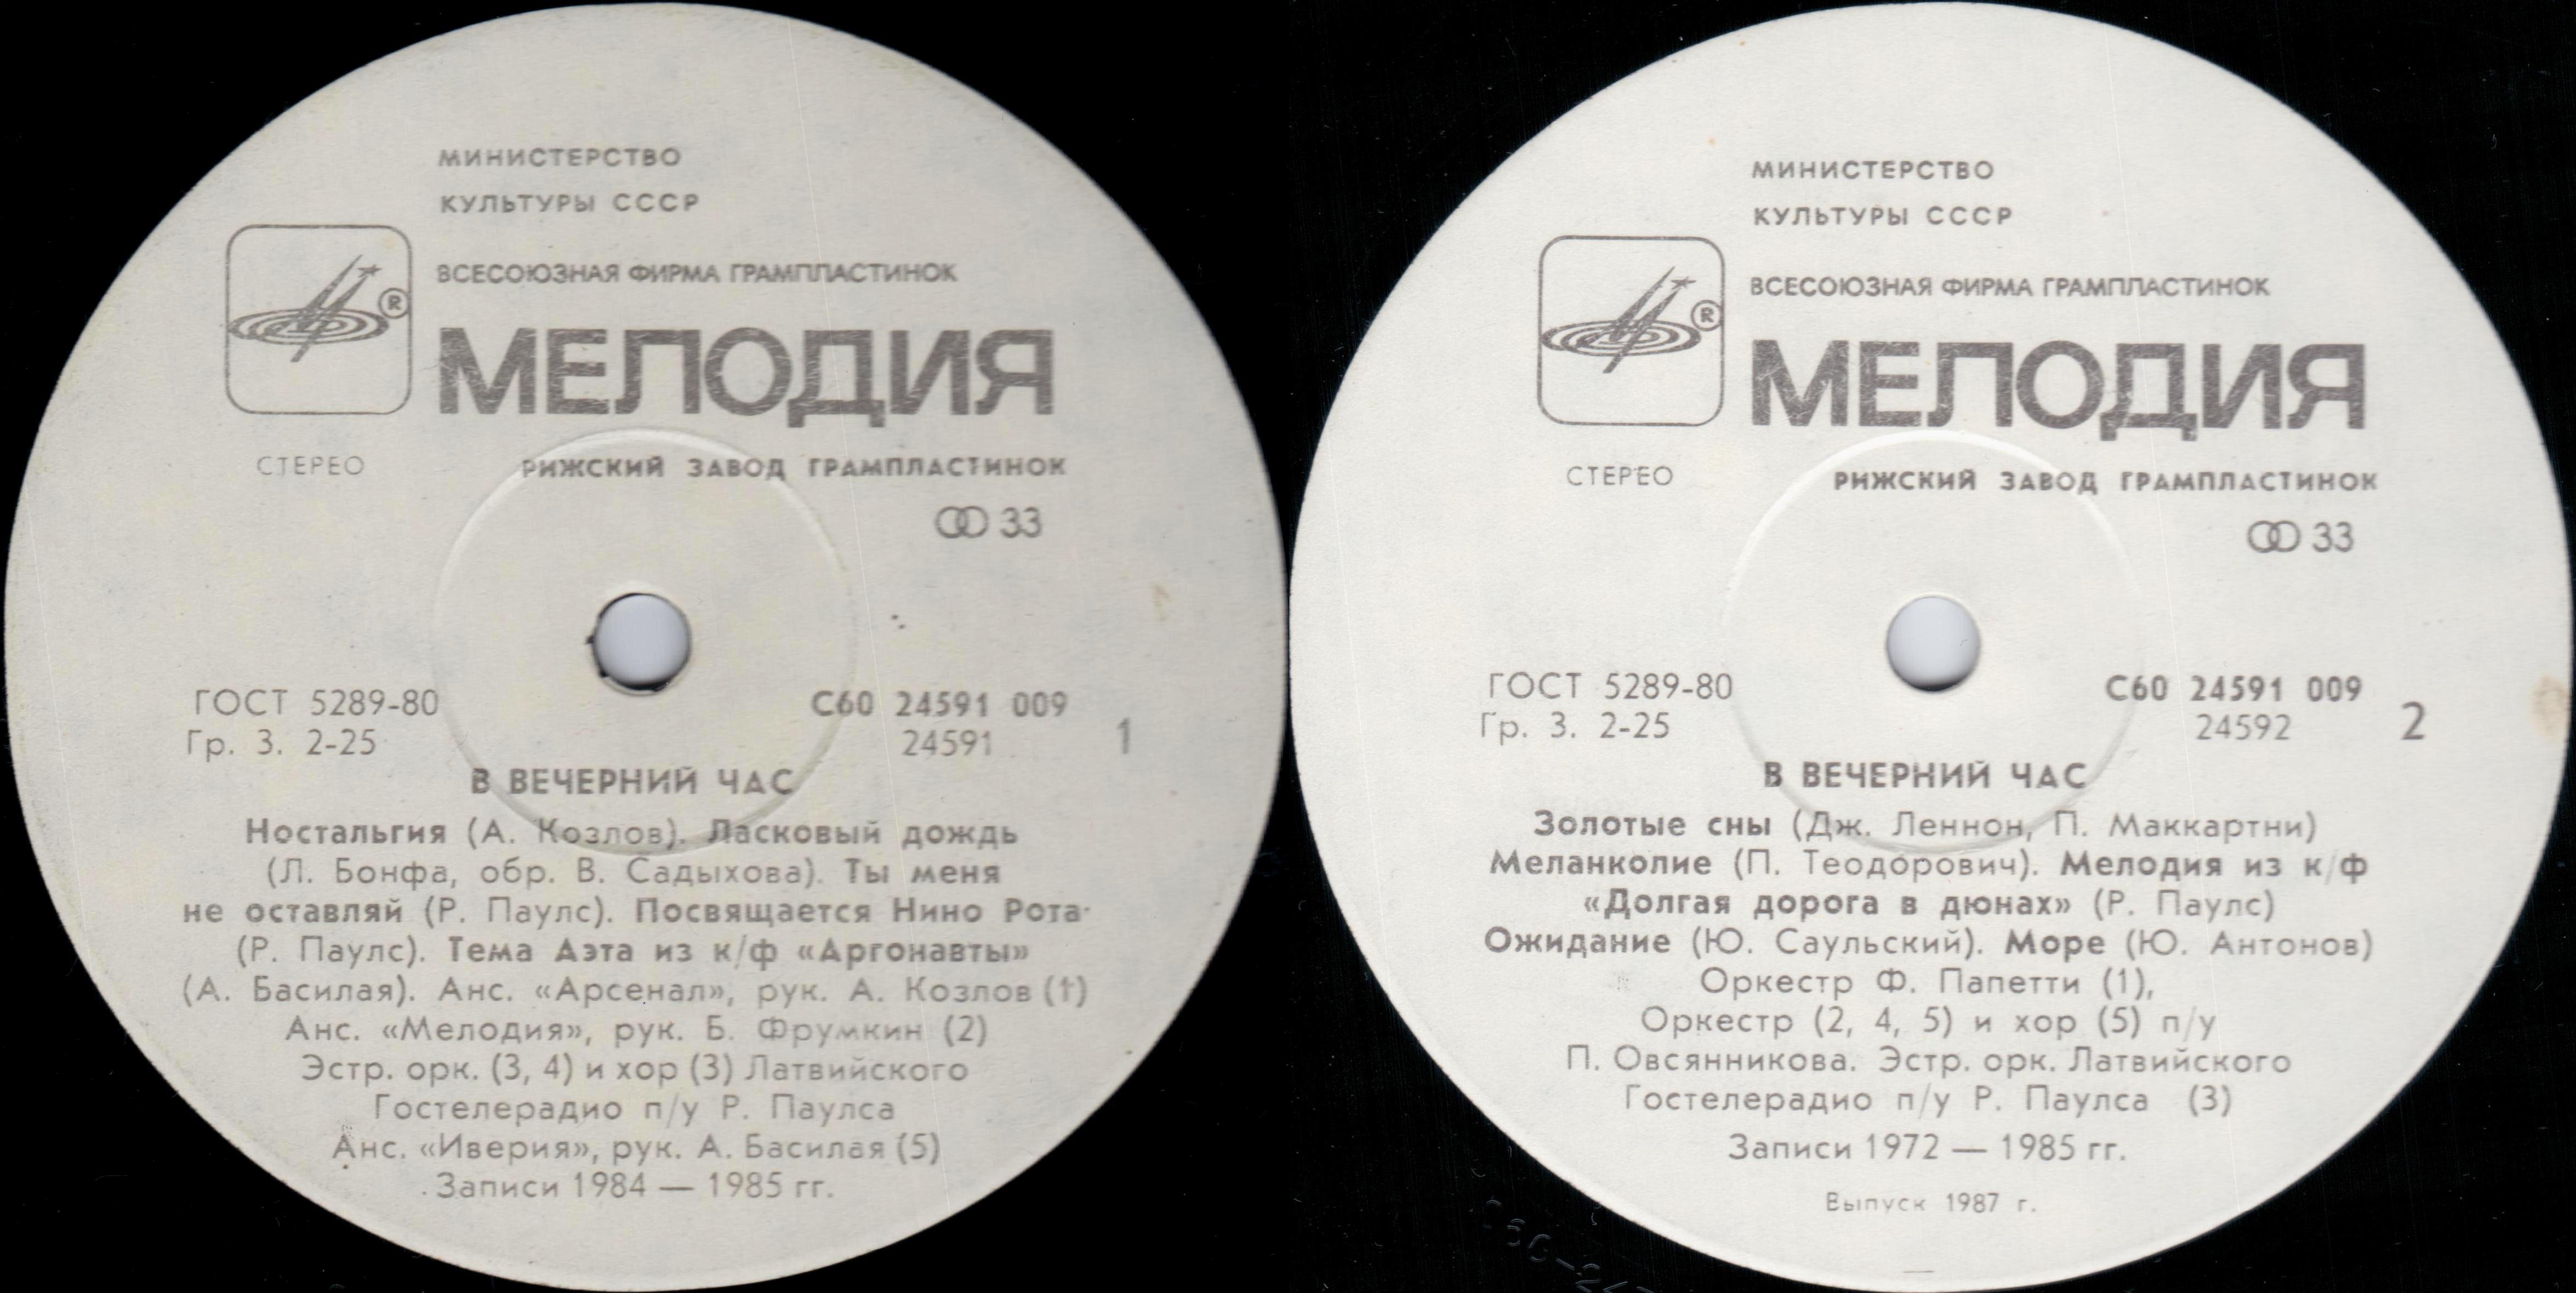 МИНИСТЕРСТВО
КУЛЬТУРЫ СССР
ВСЕСОЮЗНАЯ ФИРМА ГРАМПЛАСТИНОК
®
МЕЛОДИЯ
СТЕРЕО
РИЖСКИЙ ЗАВОД ГРАМПЛАСТИНОК
33
ГОСТ 5289-80
С60 24591 009
Гр. 3. 2-25
24591
1
В ВЕЧЕРНИЙ ЧАС
Ностальгия (А. Козлов). Ласковый дождь
(Л. Бонфа, обр. В. Садыхова). Ты меня
не оставляй (Р. Паулс). Посвящается Нино Рота
(Р. Паулс). Тема Аэта из к/ф «Аргонавты»
(А. Басилая). Анс. «Арсенал», рук. А. Козлов (1)
Анс. «Мелодия», рук. Б. Фрумкин (2)
Эстр. орк. (3, 4) и хор (3) Латвийского
Гостелерадио п/у Р. Паулса
Анс. «Иверия», рук. А. Басилая (5)
Записи 1984 — 1985 гг.
МИНИСТЕРСТВО
КУЛЬТУРЫ СССР
ВСЕСОЮЗНАЯ ФИРМА ГРАМПЛАСТИНОК
®
МЕЛОДИЯ
СТЕРЕО
РИЖСКИЙ ЗАВОД ГРАМПЛАСТИНОК
33
ГОСТ 5289-80
С60 24591 009
Гр. 3. 2-25
24592
2
В ВЕЧЕРНИЙ ЧАС
Золотые сны (Дж. Леннон, П. Маккартни)
Меланколие (П. Теодорович). Мелодия из к/ф
«Долгая дорога в дюнах» (Р. Паулс)
Ожидание (Ю. Саульский). Море (Ю. Антонов)
Оркестр Ф. Папетти (1),
Оркестр (2, 4, 5) и хор (5) п/у
П. Овсянникова. Эстр. орк. Латвийского
Гостелерадио п/у Р. Паулса (3)
Записи 1972 — 1985 гг.
Выпуск 1987 г.